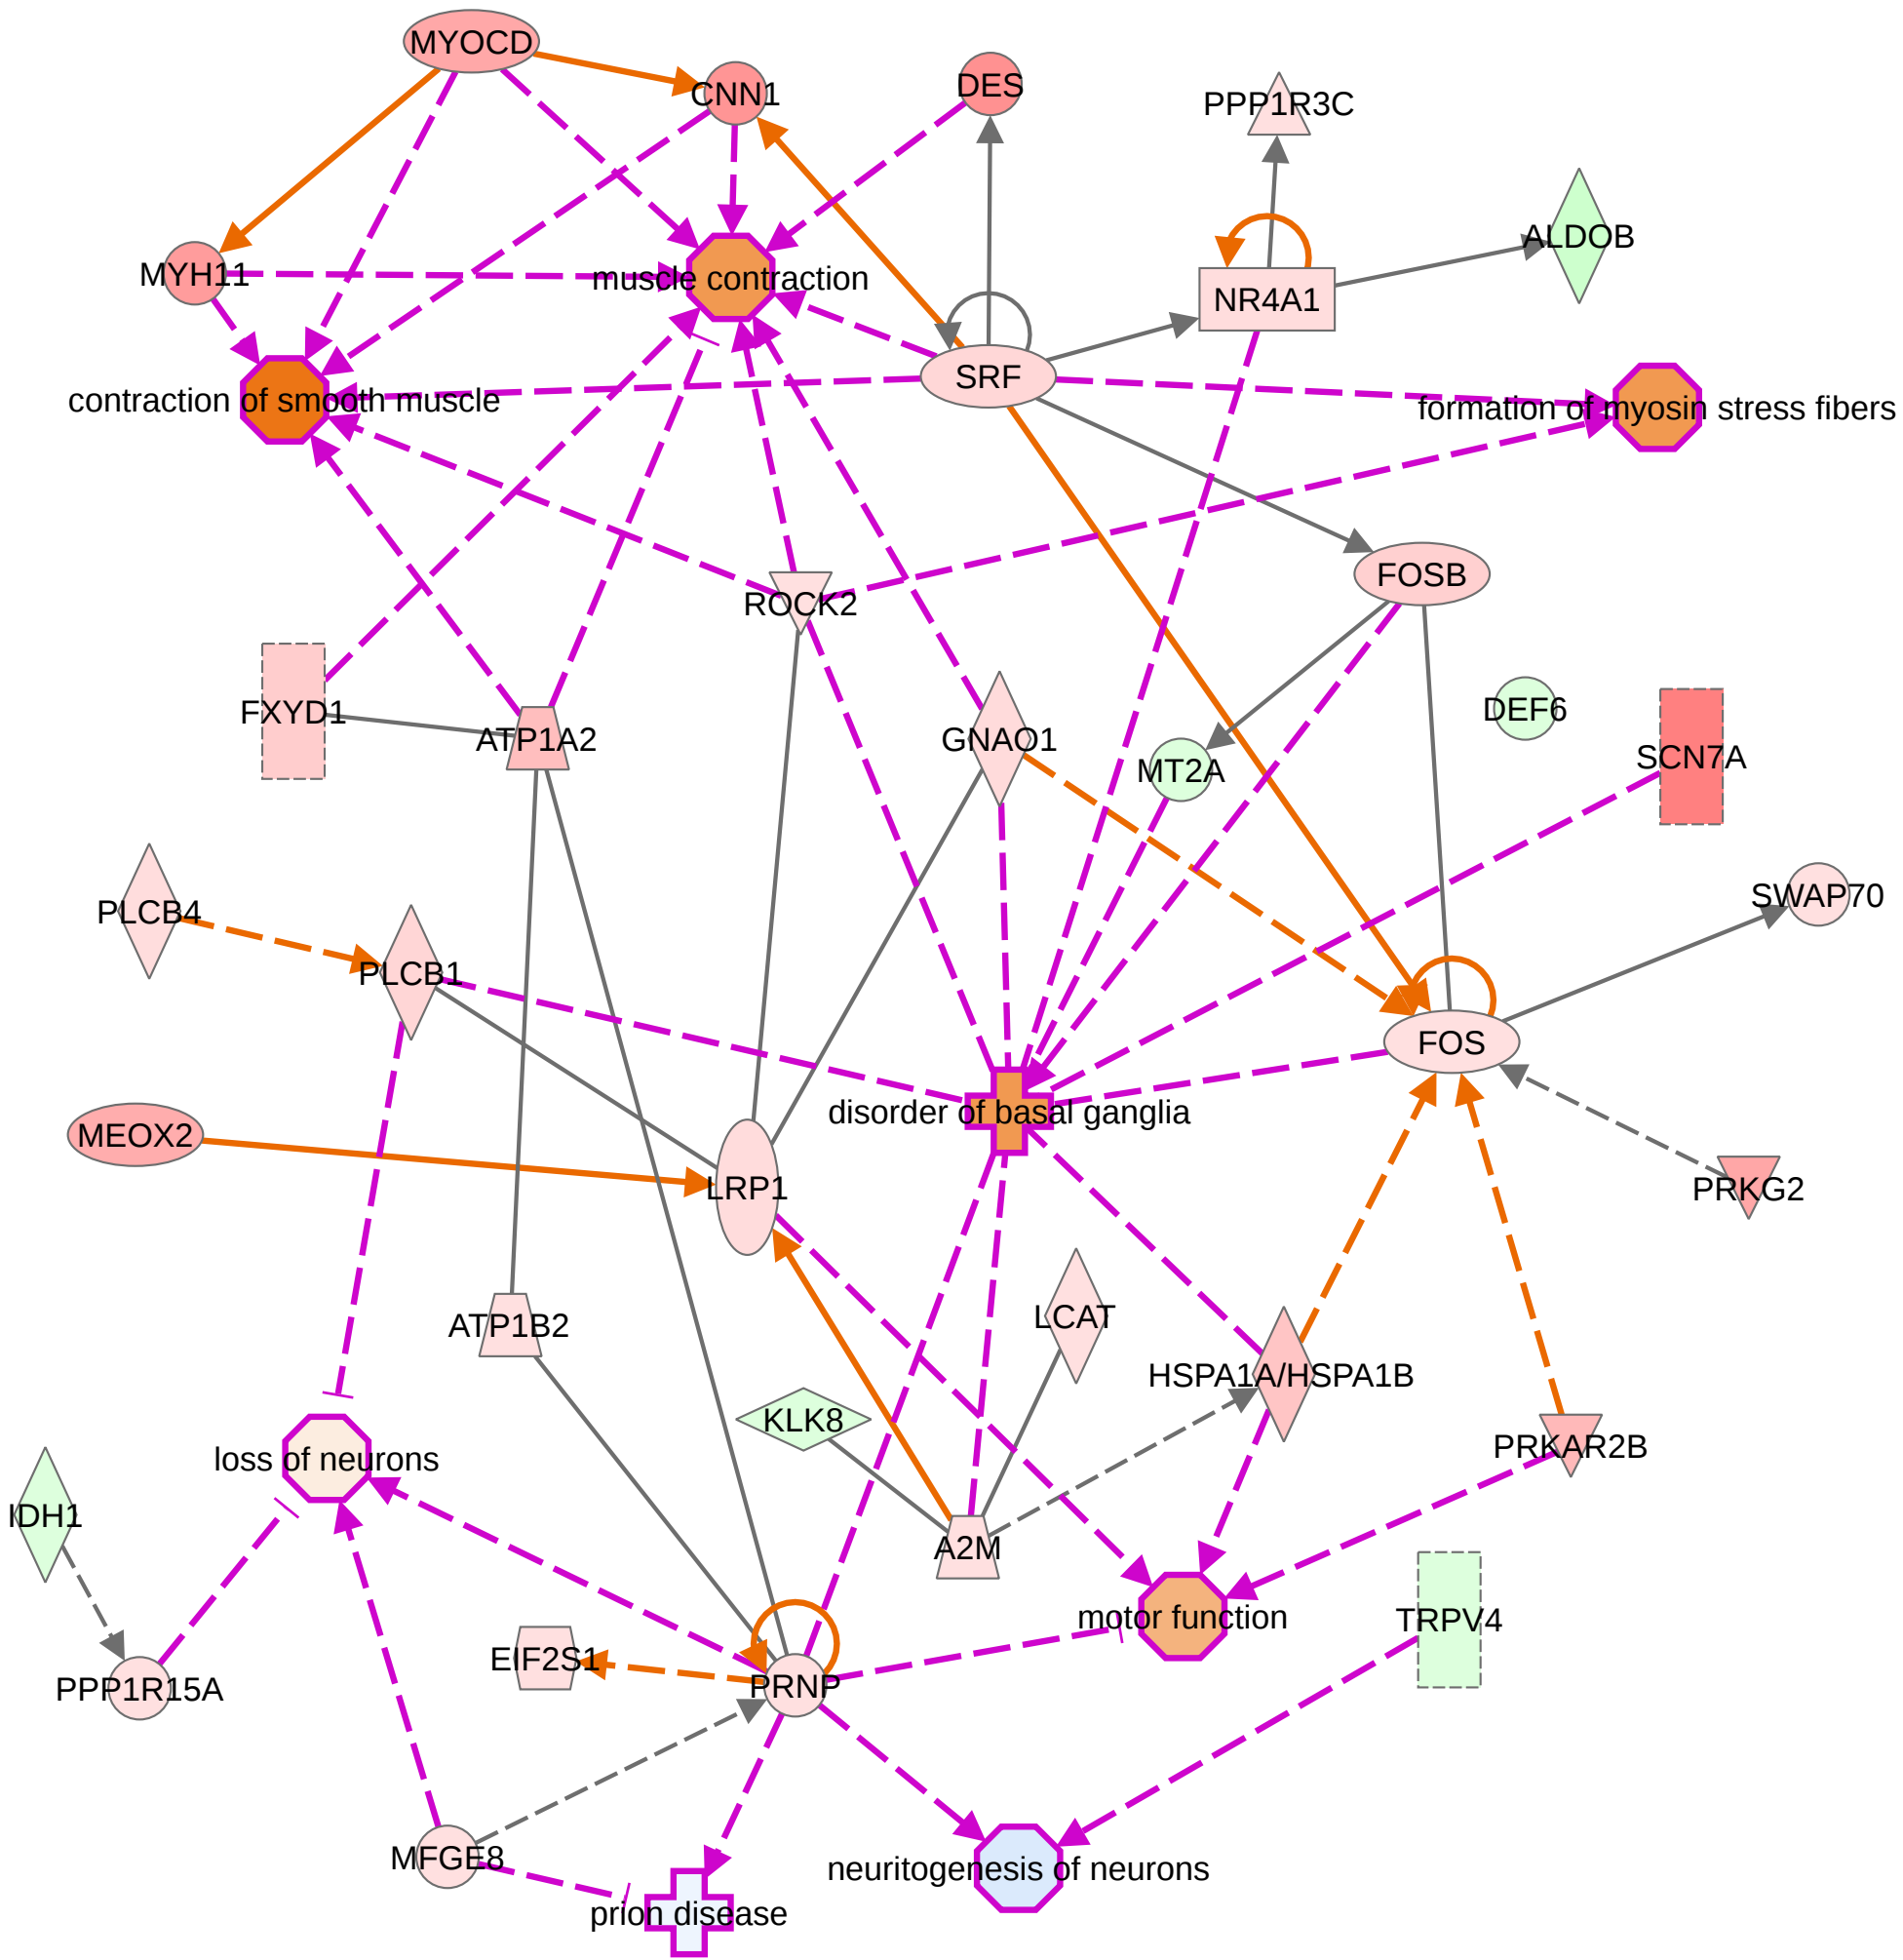 MYOCD
CNN1
DES
PPP1R3C
ALDOB
MYH11
muscle contraction
NR4A1
SRF
contraction of smooth muscle
formation of myosin stress fibers
FOSB
ROCK2
FXYD1
ATP1A2
GNAO1
MT2A
DEF6
SCN7A
PLCB4
SWAP70
PLCB1
FOS
disorder of basal ganglia
MEOX2
LRP1
PRKG2
ATP1B2
LCAT
HSPA1A/HSPA1B
KLK8
PRKAR2B
loss of neurons
IDH1
A2M
motor function
TRPV4
EIF2S1
PRNP
PPP1R15A
MFGE8
neuritogenesis of neurons
prion disease